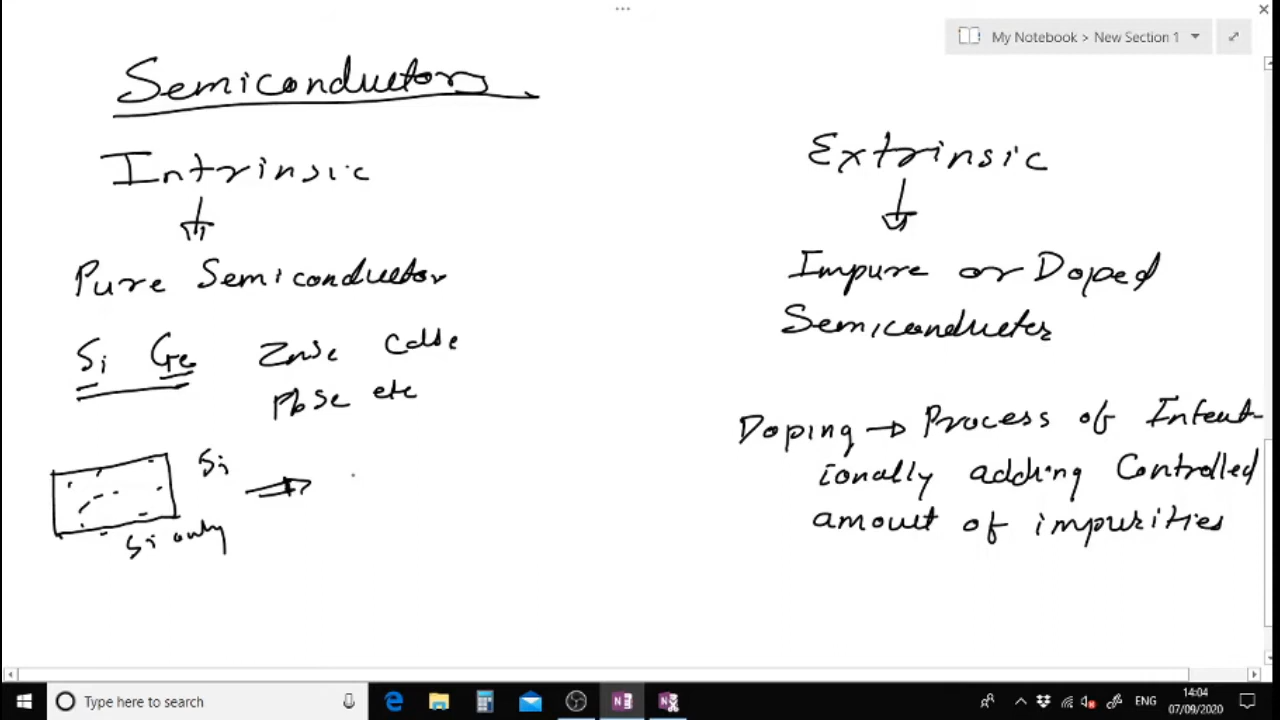 My Notebook > New Section 1
Semiconductors
Intrinsic
Pure Semiconductor
Si Ge ZnSe CdSe
PbSe etc
Si
Si only
Extrinsic
Impure or Doped
Semiconductor
Doping → Process of Intent-
ionally adding Controlled
amount of impurities
Type here to search
ENG
14:04
07/09/2020